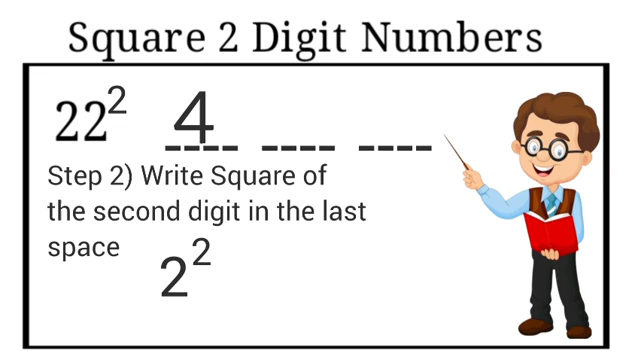 Square 2 Digit Numbers
22² 4 ---- ---- ----
Step 2) Write Square of
the second digit in the last
space
2²